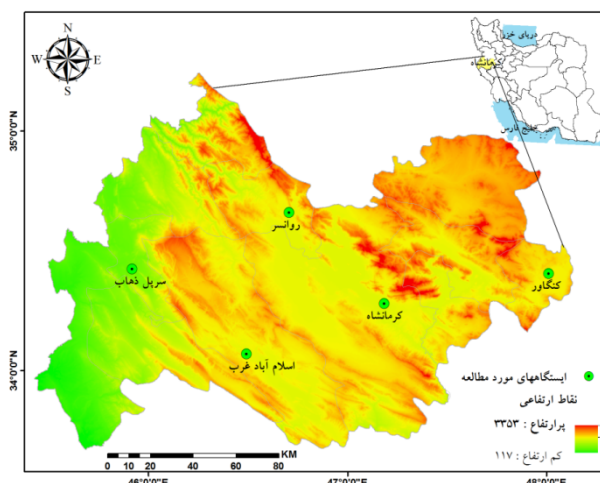 N
W E
S
دریای خزر
خلیج فارس
35°0'0"N
34°0'0"N
روانسر
سرپل ذهاب
کنگاور
کرمانشاه
اسلام آباد غرب
ایستگاههای مورد مطالعه
نقاط ارتفاعی
پرارتفاع : ۳۳۵۳
کم ارتفاع : ۱۱۷
KM
0 5 10 20 40 60 80
46°0'0"E 47°0'0"E 48°0'0"E